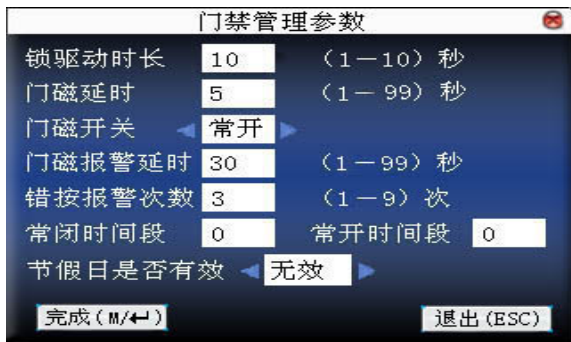 门禁管理参数
锁驱动时长 10 （1－10）秒
门磁延时 5 （1－ 99）秒
门磁开关 常开
门磁报警延时 30 （1－99）秒
错按报警次数 3 （1－9）次
常闭时间段 0 常开时间段 0
节假日是否有效 无效
完成(M/↵) 退出(ESC)